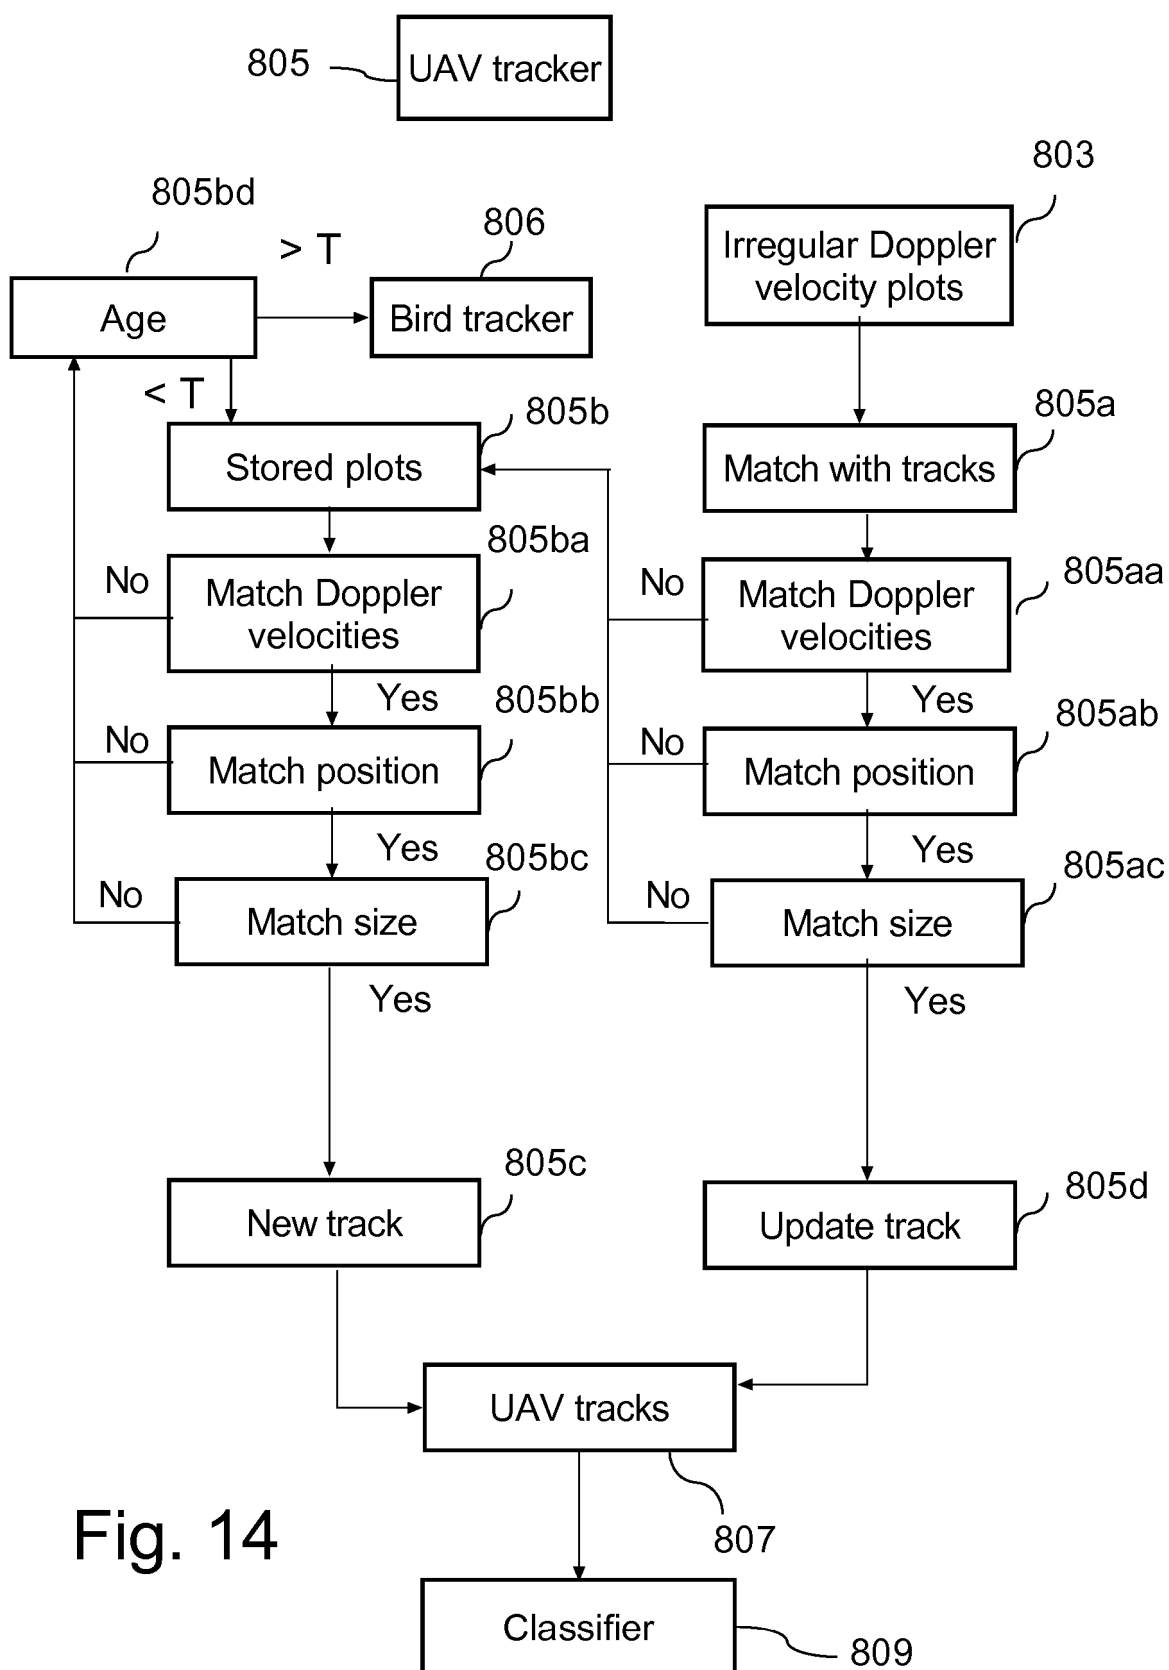 805
UAV tracker
803
805bd
806
> T
Irregular Doppler
velocity plots
Age
Bird tracker
< T
805b
805a
Stored plots
Match with tracks
805ba
805aa
No
Match Doppler
velocities
No
Match Doppler
velocities
Yes
805bb
Yes
805ab
No
Match position
No
Match position
Yes
805bc
Yes
805ac
No
Match size
No
Match size
Yes
Yes
805c
805d
New track
Update track
UAV tracks
807
Fig. 14
Classifier
809